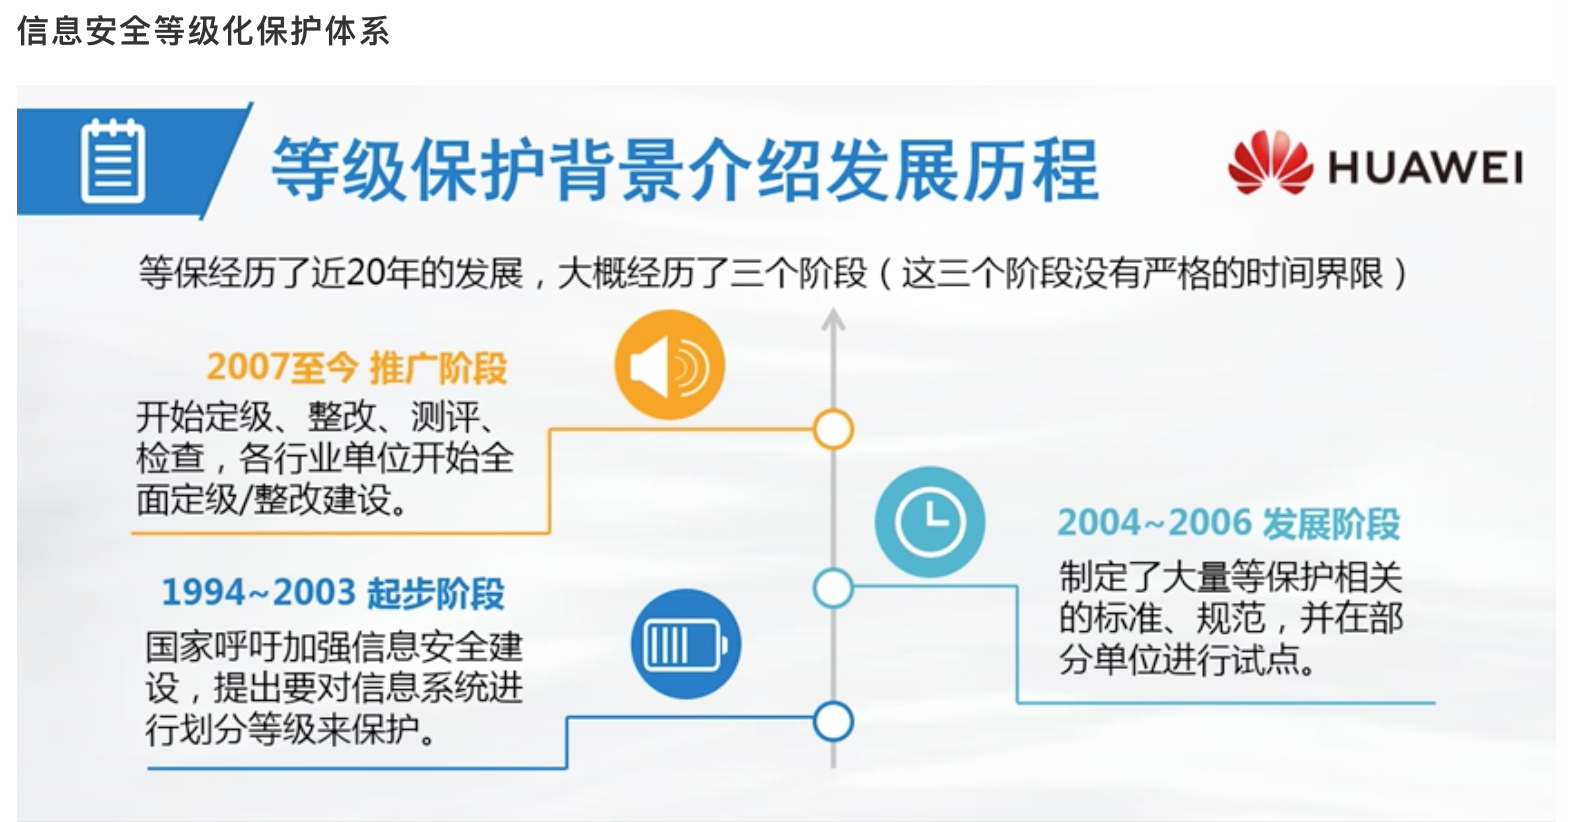 信息安全等级化保护体系
等级保护背景介绍发展历程
HUAWEI
等保经历了近20年的发展，大概经历了三个阶段（这三个阶段没有严格的时间界限）
2007至今 推广阶段
开始定级、整改、测评、
检查，各行业单位开始全
面定级/整改建设。
2004~2006 发展阶段
制定了大量等保护相关
的标准、规范，并在部
分单位进行试点。
1994~2003 起步阶段
国家呼吁加强信息安全建
设，提出要对信息系统进
行划分等级来保护。